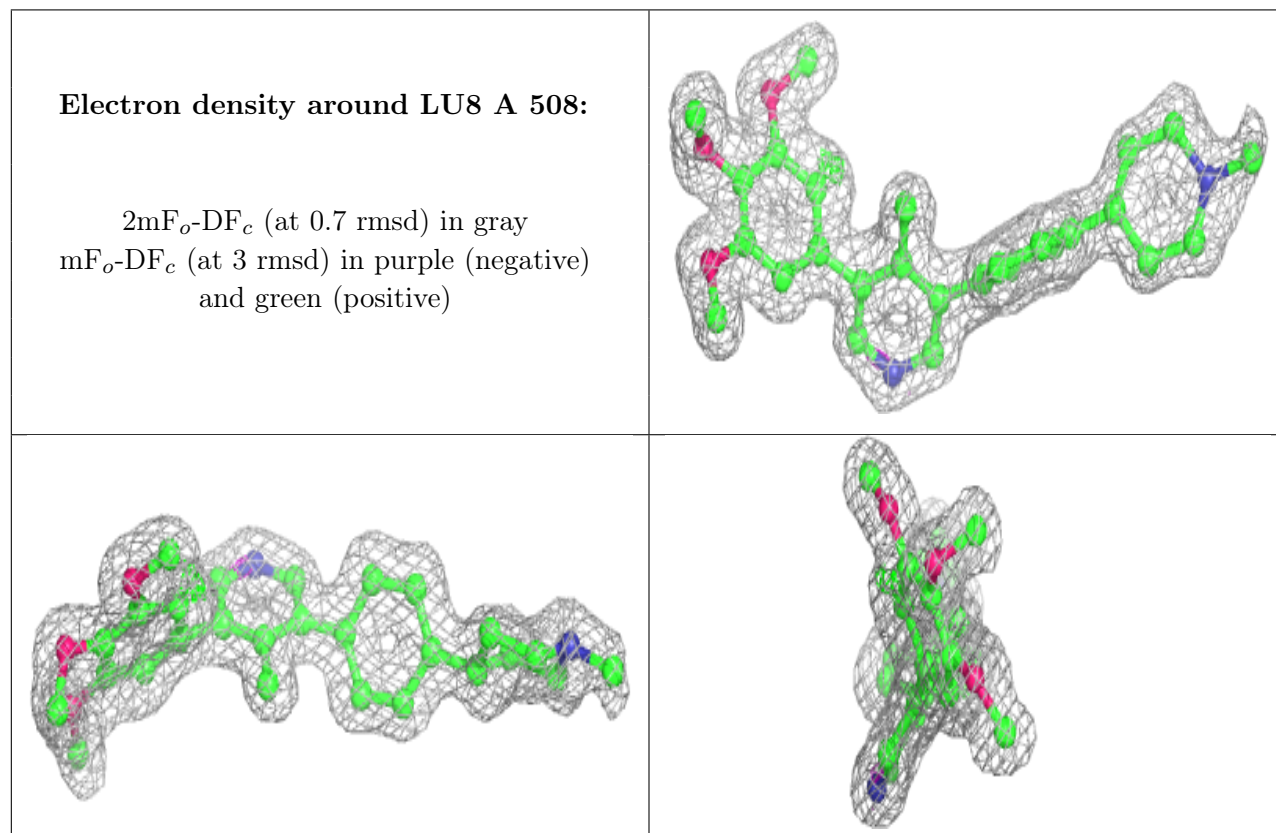 Electron density around LU8 A 508:
2mFo-DFc (at 0.7 rmsd) in gray
mFo-DFc (at 3 rmsd) in purple (negative)
and green (positive)